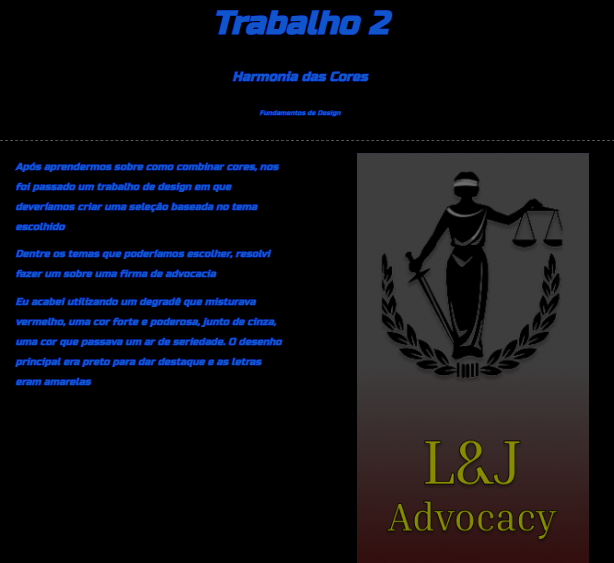 Trabalho 2
Harmonia das Cores
Fundamentos de Design
Após aprendermos sobre como combinar cores, nos
foi passado um trabalho de design em que
deveríamos criar uma seleção baseada no tema
escolhido
Dentre os temas que poderíamos escolher, resolvi
fazer um sobre uma firma de advocacia
Eu acabei utilizando um degradê que misturava
vermelho, uma cor forte e poderosa, junto de cinza,
uma cor que passava um ar de seriedade. O desenho
principal era preto para dar destaque e as letras
eram amarelas
L&J
Advocacy